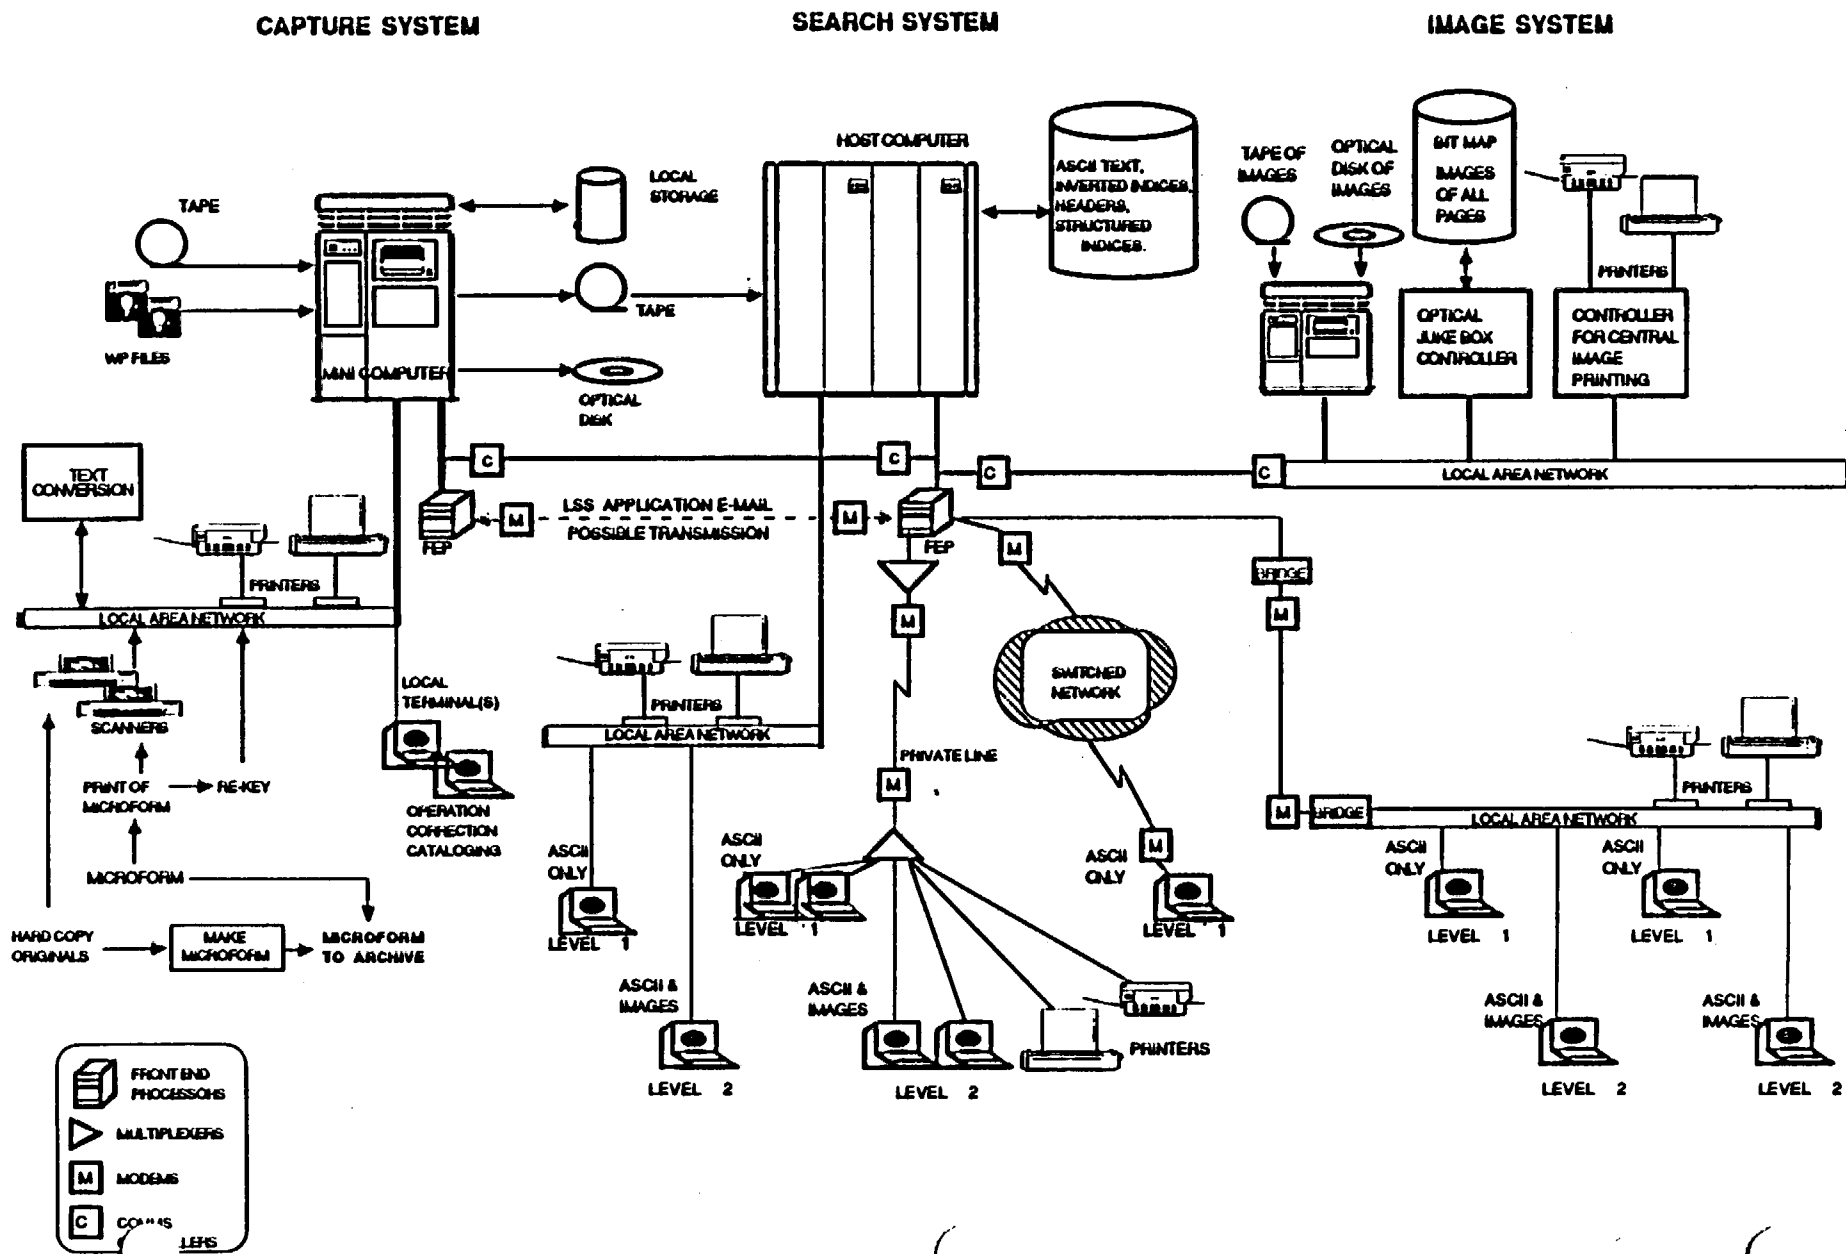 CAPTURE SYSTEM
SEARCH SYSTEM
IMAGE SYSTEM
TAPE
WP FILES
MINI COMPUTER
LOCAL
STORAGE
TAPE
OPTICAL
DISK
HOST COMPUTER
ASCII TEXT,
INVERTED INDICES,
HEADERS,
STRUCTURED
INDICES.
TAPE OF
IMAGES
OPTICAL
DISK OF
IMAGES
BIT MAP
IMAGES
OF ALL
PAGES
PRINTERS
OPTICAL
JUKE BOX
CONTROLLER
CONTROLLER
FOR CENTRAL
IMAGE
PRINTING
C
C
C
C
LOCAL AREA NETWORK
TEXT
CONVERSION
FEP
M
LSS APPLICATION E-MAIL
POSSIBLE TRANSMISSION
M
FEP
M
BRIDGE
M
PRINTERS
LOCAL AREA NETWORK
SCANNERS
PRINT OF
MICROFORM
RE-KEY
MICROFORM
HARD COPY
ORIGINALS
MAKE
MICROFORM
MICROFORM
TO ARCHIVE
LOCAL
TERMINAL(S)
OPERATION
CORRECTION
CATALOGING
PRINTERS
LOCAL AREA NETWORK
ASCII
ONLY
LEVEL 1
ASCII &
IMAGES
LEVEL 2
M
PRIVATE LINE
M
ASCII
ONLY
LEVEL 1
ASCII &
IMAGES
LEVEL 2
PRINTERS
SWITCHED
NETWORK
M
ASCII
ONLY
LEVEL 1
M
BRIDGE
PRINTERS
LOCAL AREA NETWORK
ASCII
ONLY
LEVEL 1
ASCII
ONLY
LEVEL 1
ASCII &
IMAGES
LEVEL 2
ASCII &
IMAGES
LEVEL 2
FRONT END
PROCESSORS
MULTIPLEXERS
M
MODEMS
C